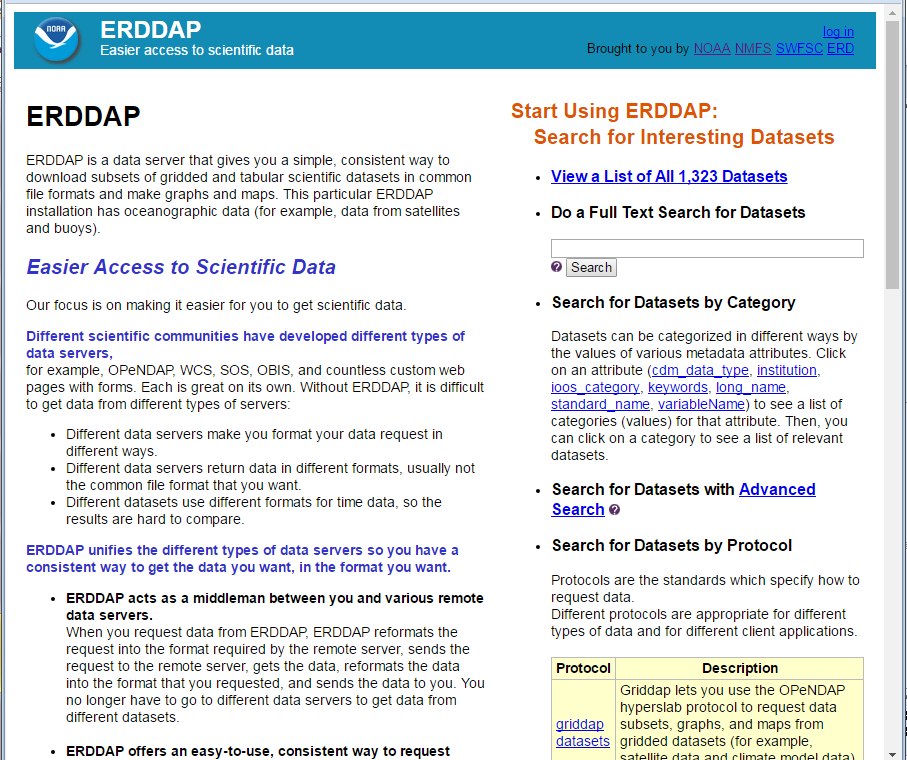 NOAA
ERDDAP
Easier access to scientific data
log in
Brought to you by NOAA NMFS SWFSC ERD
ERDDAP
ERDDAP is a data server that gives you a simple, consistent way to
download subsets of gridded and tabular scientific datasets in common
file formats and make graphs and maps. This particular ERDDAP
installation has oceanographic data (for example, data from satellites
and buoys).
Easier Access to Scientific Data
Our focus is on making it easier for you to get scientific data.
Different scientific communities have developed different types of
data servers,
for example, OPeNDAP, WCS, SOS, OBIS, and countless custom web
pages with forms. Each is great on its own. Without ERDDAP, it is difficult
to get data from different types of servers:
• Different data servers make you format your data request in
different ways.
• Different data servers return data in different formats, usually not
the common file format that you want.
• Different datasets use different formats for time data, so the
results are hard to compare.
ERDDAP unifies the different types of data servers so you have a
consistent way to get the data you want, in the format you want.
• ERDDAP acts as a middleman between you and various remote
data servers.
When you request data from ERDDAP, ERDDAP reformats the
request into the format required by the remote server, sends the
request to the remote server, gets the data, reformats the data
into the format that you requested, and sends the data to you. You
no longer have to go to different data servers to get data from
different datasets.
• ERDDAP offers an easy-to-use, consistent way to request
Start Using ERDDAP:
Search for Interesting Datasets
• View a List of All 1,323 Datasets
• Do a Full Text Search for Datasets
? Search
• Search for Datasets by Category
Datasets can be categorized in different ways by
the values of various metadata attributes. Click
on an attribute (cdm_data_type, institution,
ioos_category, keywords, long_name,
standard_name, variableName) to see a list of
categories (values) for that attribute. Then, you
can click on a category to see a list of relevant
datasets.
• Search for Datasets with Advanced
Search ?
• Search for Datasets by Protocol
Protocols are the standards which specify how to
request data.
Different protocols are appropriate for different
types of data and for different client applications.
Protocol Description
griddap
datasets
Griddap lets you use the OPeNDAP
hyperslab protocol to request data
subsets, graphs, and maps from
gridded datasets (for example,
satellite data and climate model data)